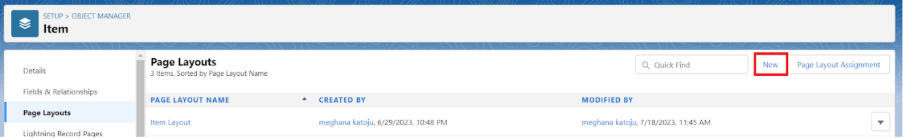 SETUP > OBJECT MANAGER
Item
Details
Fields & Relationships
Page Layouts
Lightning Record Pages
Page Layouts
3 Items, Sorted by Page Layout Name
Quick Find
New
Page Layout Assignment
PAGE LAYOUT NAME CREATED BY MODIFIED BY
Item Layout meghana katoju, 6/29/2023, 10:48 PM meghana katoju, 7/18/2023, 11:45 AM